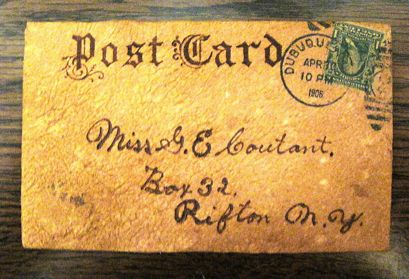 Post Card
DUBUQUE
APR
10 PM
1906
Miss G. E Coutant.
Box 32.
Rifton N.Y.